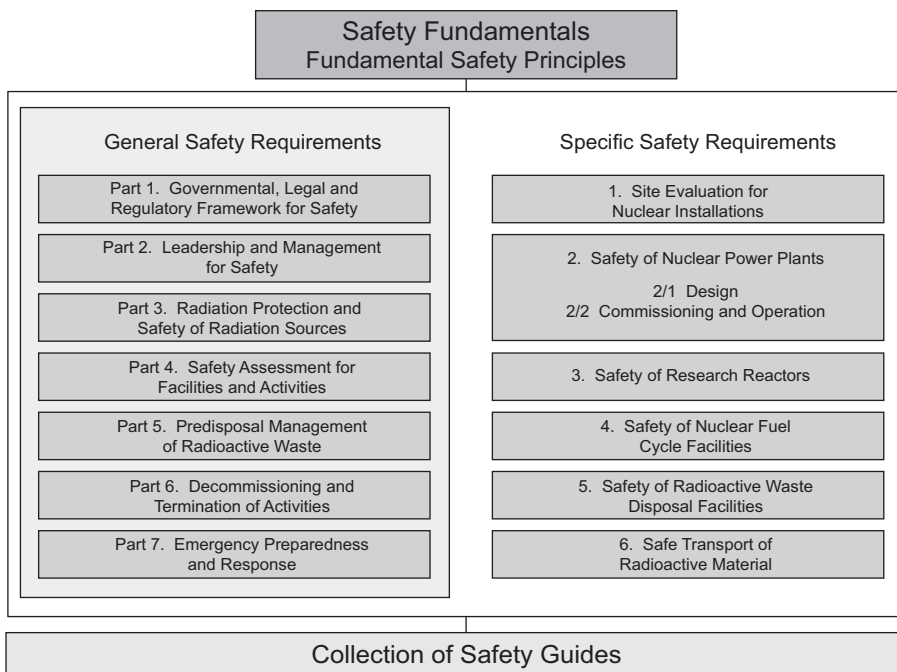 Safety Fundamentals
Fundamental Safety Principles
General Safety Requirements
Part 1. Governmental, Legal and
Regulatory Framework for Safety
Part 2. Leadership and Management
for Safety
Part 3. Radiation Protection and
Safety of Radiation Sources
Part 4. Safety Assessment for
Facilities and Activities
Part 5. Predisposal Management
of Radioactive Waste
Part 6. Decommissioning and
Termination of Activities
Part 7. Emergency Preparedness
and Response
Specific Safety Requirements
1. Site Evaluation for
Nuclear Installations
2. Safety of Nuclear Power Plants
2/1 Design
2/2 Commissioning and Operation
3. Safety of Research Reactors
4. Safety of Nuclear Fuel
Cycle Facilities
5. Safety of Radioactive Waste
Disposal Facilities
6. Safe Transport of
Radioactive Material
Collection of Safety Guides